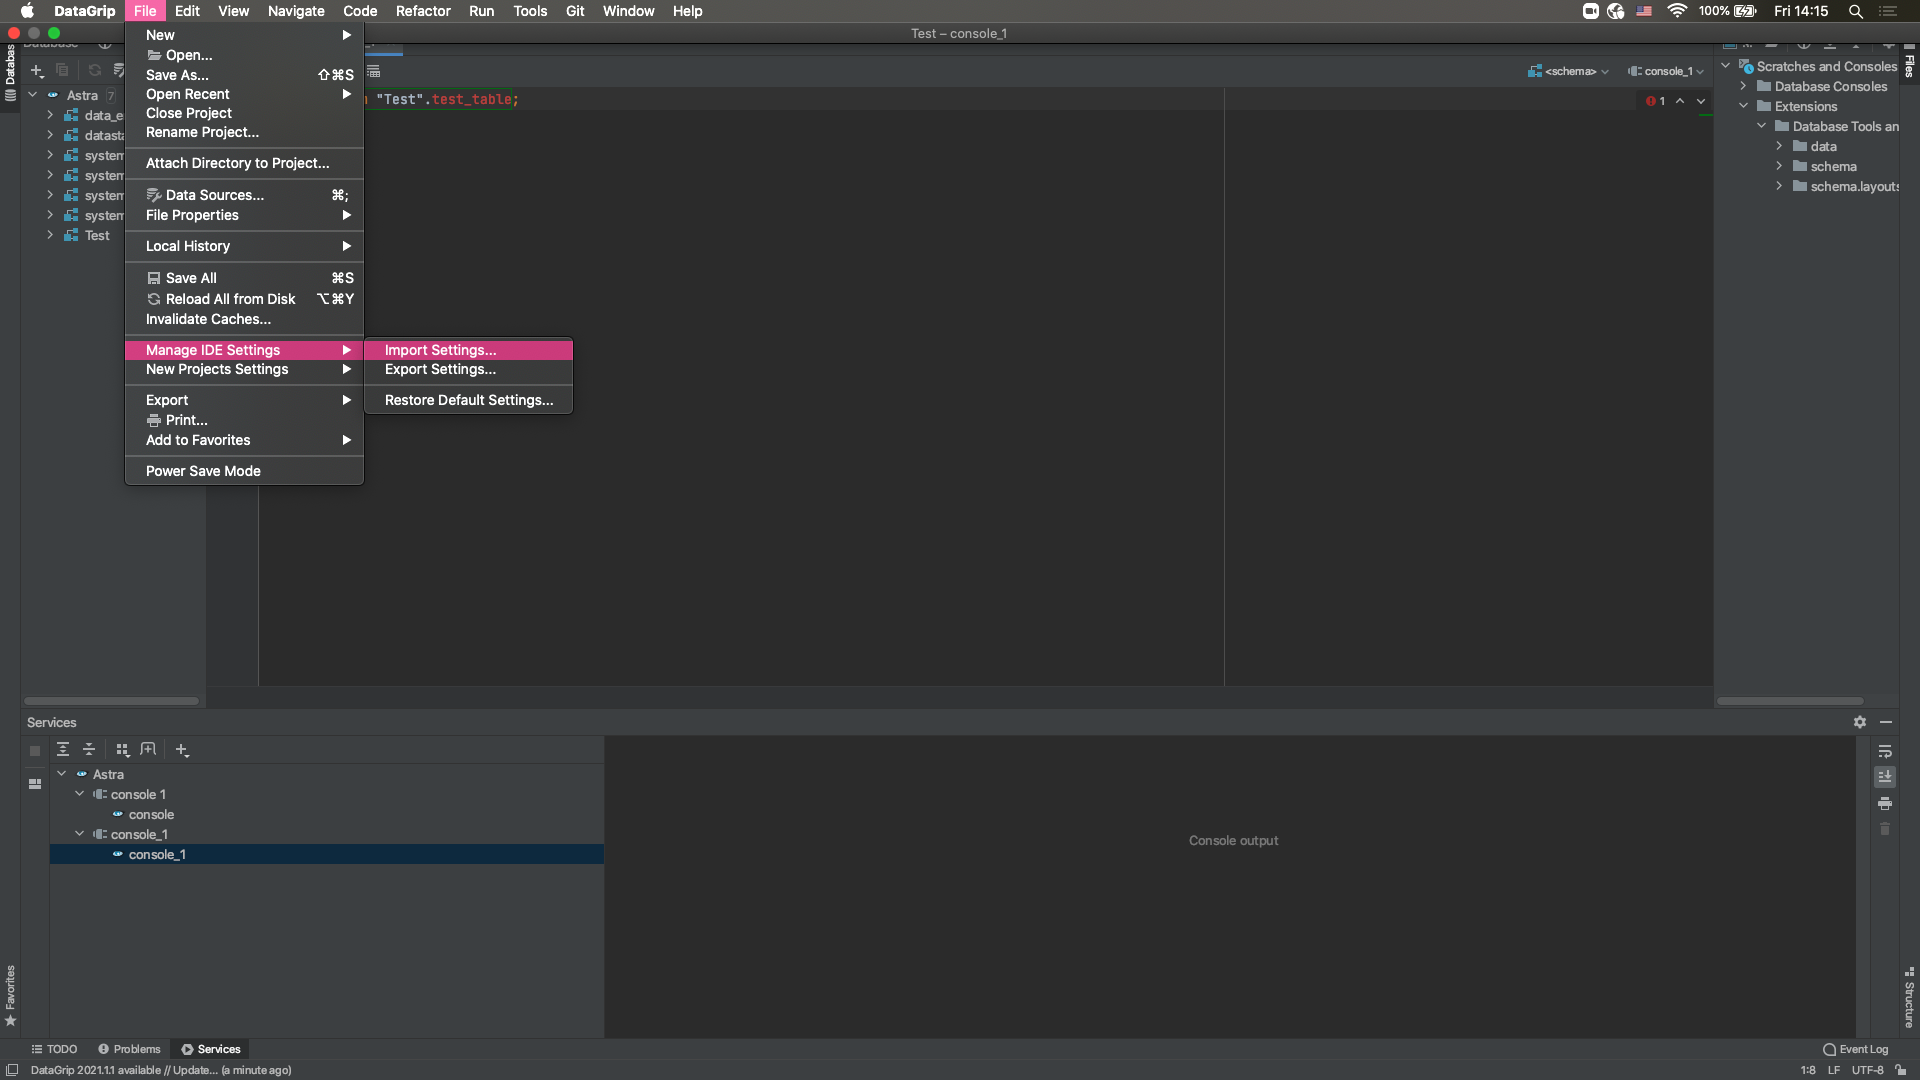 DataGrip File Edit View Navigate Code Refactor Run Tools Git Window Help 100% Fri 14:15
Test – console_1
Database
New
Open...
Save As... ⇧⌘S
Open Recent
Close Project
Rename Project...
Attach Directory to Project...
Data Sources... ⌘;
File Properties
Local History
Save All ⌘S
Reload All from Disk ⌥⌘Y
Invalidate Caches...
Manage IDE Settings
New Projects Settings
Export
Print...
Add to Favorites
Power Save Mode
Import Settings...
Export Settings...
Restore Default Settings...
Databas
Astra 7
data_e
datasta
system
system
system
system
Test
"Test".test_table;
<schema> console_1
1
Scratches and Consoles
Database Consoles
Extensions
Database Tools an
data
schema
schema.layouts
Files
Services
Astra
console 1
console
console_1
console_1
Console output
Favorites
Structure
TODO Problems Services Event Log
DataGrip 2021.1.1 available // Update... (a minute ago) 1:8 LF UTF-8